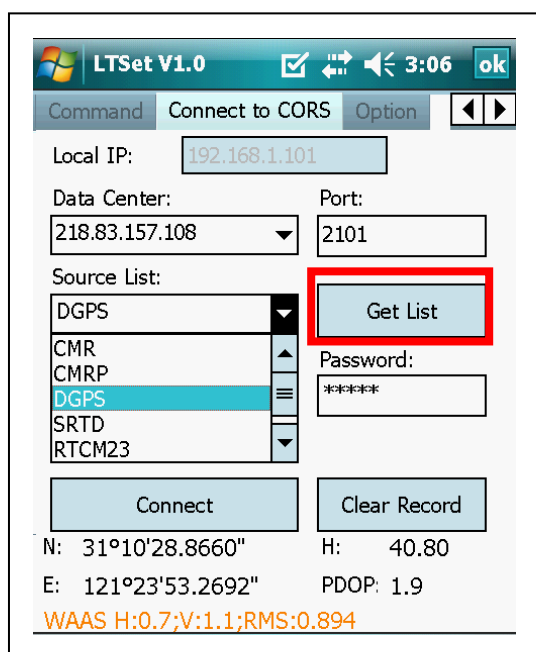 LTSet V1.0 3:06 ok
Command Connect to CORS Option
Local IP: 192.168.1.101
Data Center: Port:
218.83.157.108 2101
Source List:
DGPS Get List
CMR Password:
CMRP *****
DGPS
SRTD
RTCM23
Connect Clear Record
N: 31°10'28.8660" H: 40.80
E: 121°23'53.2692" PDOP: 1.9
WAAS H:0.7;V:1.1;RMS:0.894